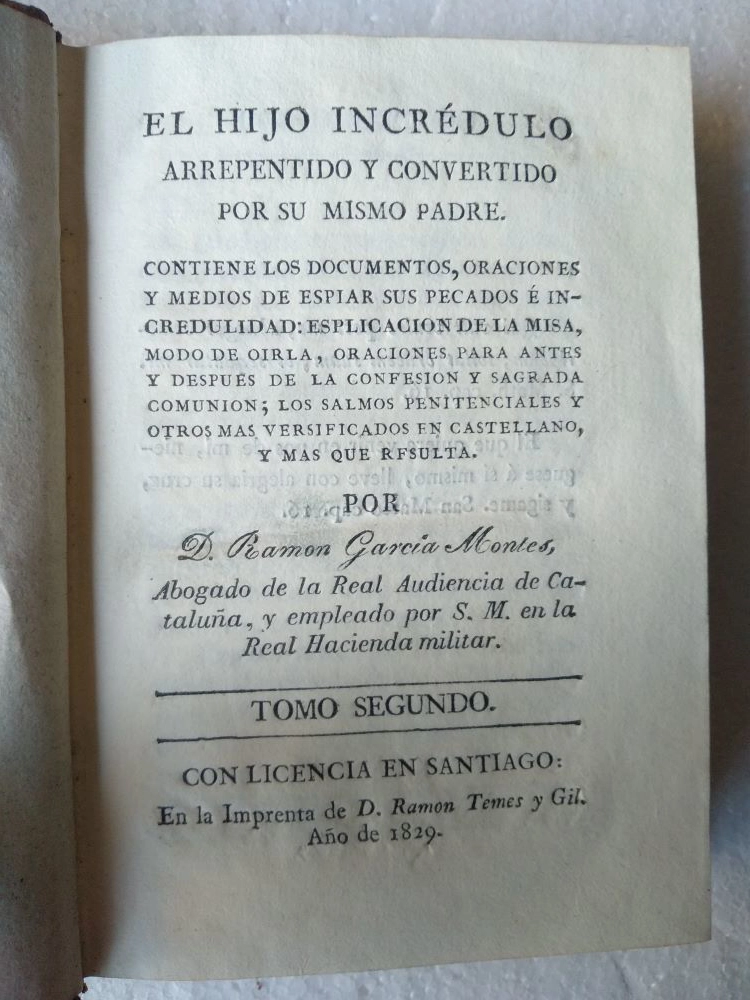 EL HIJO INCRÉDULO
ARREPENTIDO Y CONVERTIDO
POR SU MISMO PADRE.
CONTIENE LOS DOCUMENTOS, ORACIONES
Y MEDIOS DE ESPIAR SUS PECADOS É IN-
CREDULIDAD: ESPLICACION DE LA MISA,
MODO DE OIRLA, ORACIONES PARA ANTES
Y DESPUES DE LA CONFESION Y SAGRADA
COMUNION; LOS SALMOS PENITENCIALES Y
OTROS MAS VERSIFICADOS EN CASTELLANO,
Y MAS QUE RFSULTA.
POR
D. Ramon García Montes,
Abogado de la Real Audiencia de Ca-
taluña, y empleado por S. M. en la
Real Hacienda militar.
TOMO SEGUNDO.
CON LICENCIA EN SANTIAGO:
En la Imprenta de D. Ramon Temes y Gil.
Año de 1829.